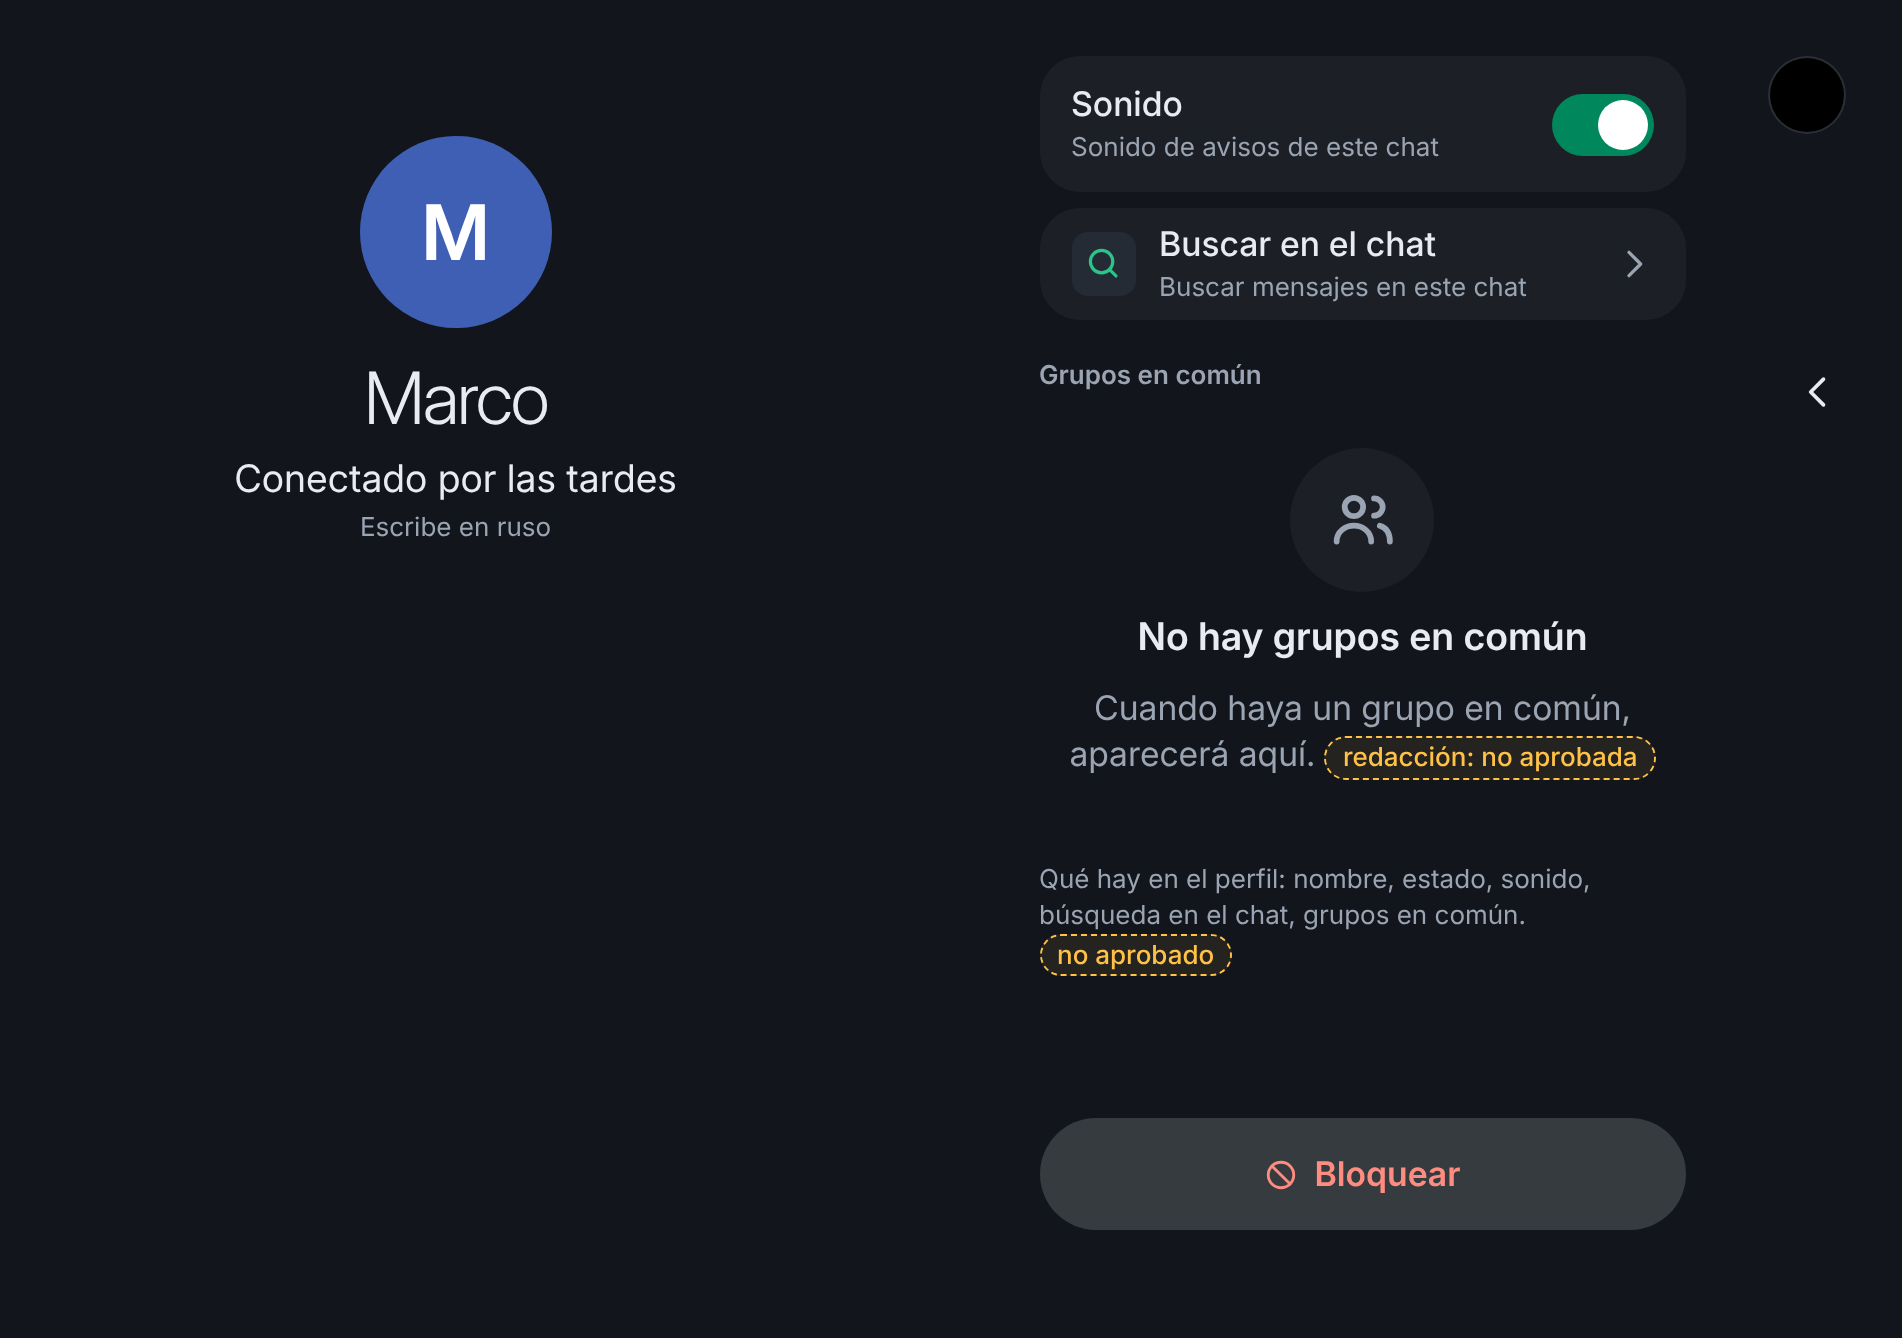 M
Marco
Conectado por las tardes
Escribe en ruso
Sonido
Sonido de avisos de este chat
Buscar en el chat
Buscar mensajes en este chat
Grupos en común
No hay grupos en común
Cuando haya un grupo en común,
aparecerá aquí. redacción: no aprobada
Qué hay en el perfil: nombre, estado, sonido,
búsqueda en el chat, grupos en común.
no aprobado
Bloquear